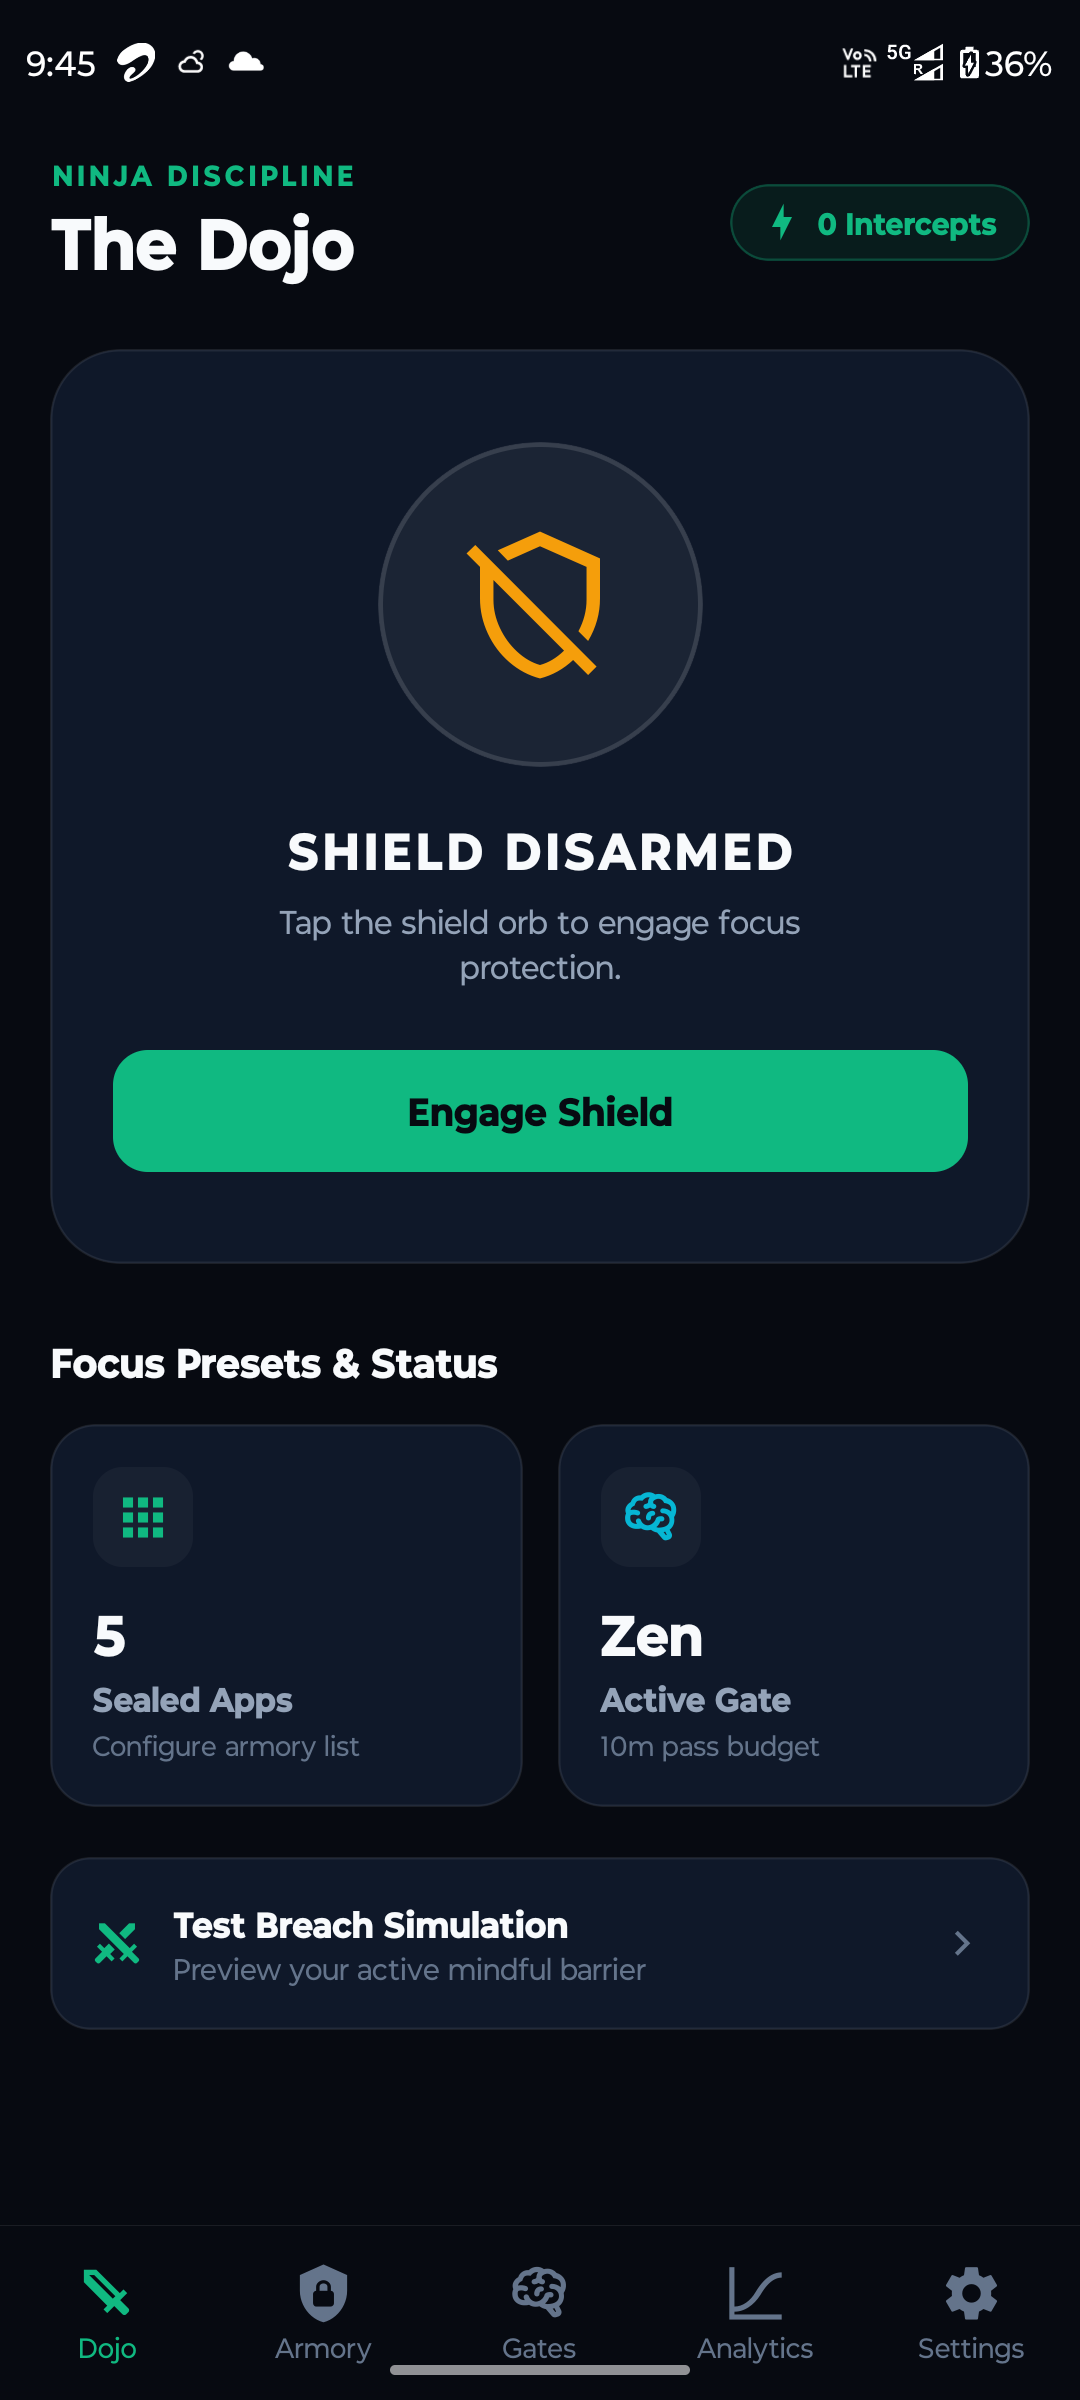 9:45
VoLTE 5G R 36%
NINJA DISCIPLINE
The Dojo
0 Intercepts
SHIELD DISARMED
Tap the shield orb to engage focus
protection.
Engage Shield
Focus Presets & Status
5
Sealed Apps
Configure armory list
Zen
Active Gate
10m pass budget
Test Breach Simulation
Preview your active mindful barrier
Dojo
Armory
Gates
Analytics
Settings